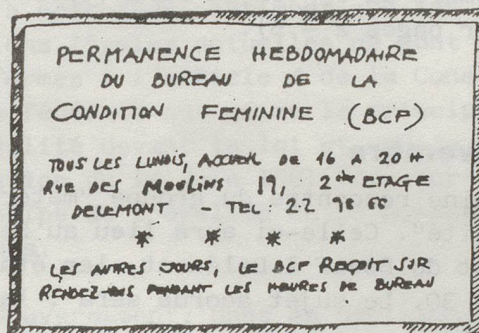 PERMANENCE HEBDOMADAIRE
DU BUREAU DE LA
CONDITION FEMININE (BCF)
TOUS LES LUNDIS, ACCUEIL DE 16 A 20 H
RUE DES MOULINS 19, 2ème ETAGE
DELEMONT - TEL: 22 98 66
* * * *
LES AUTRES JOURS, LE BCF REÇOIT SUR
RENDEZ-VOUS PENDANT LES HEURES DE BUREAU